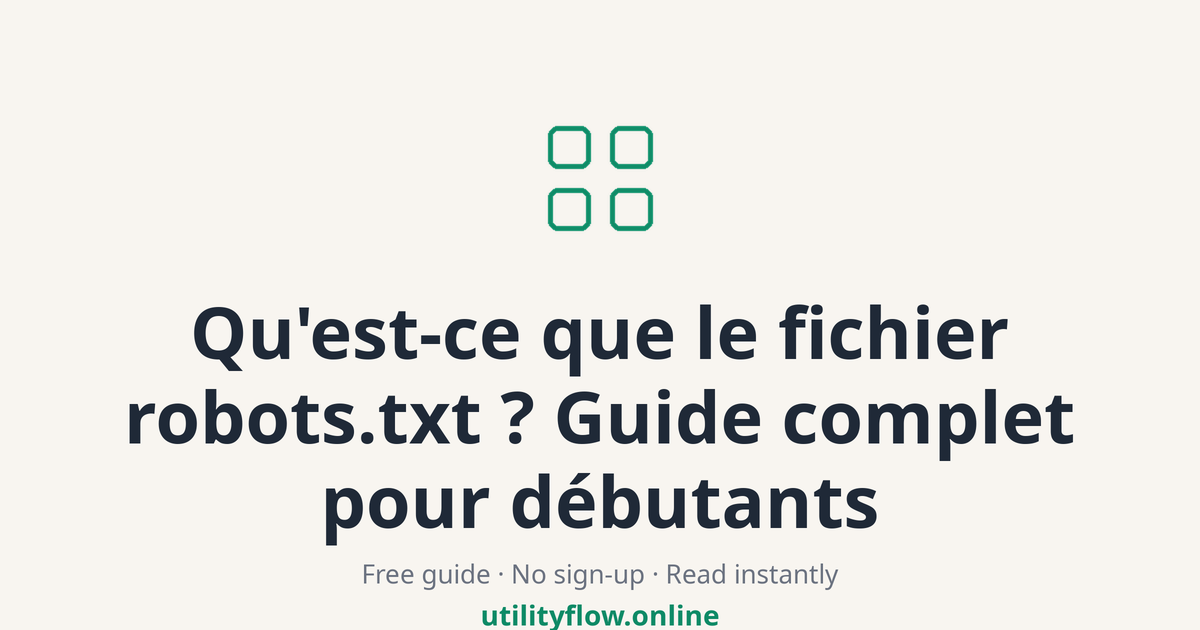 Qu'est-ce que le fichier
robots.txt ? Guide complet
pour débutants
Free guide · No sign-up · Read instantly
utilityflow.online